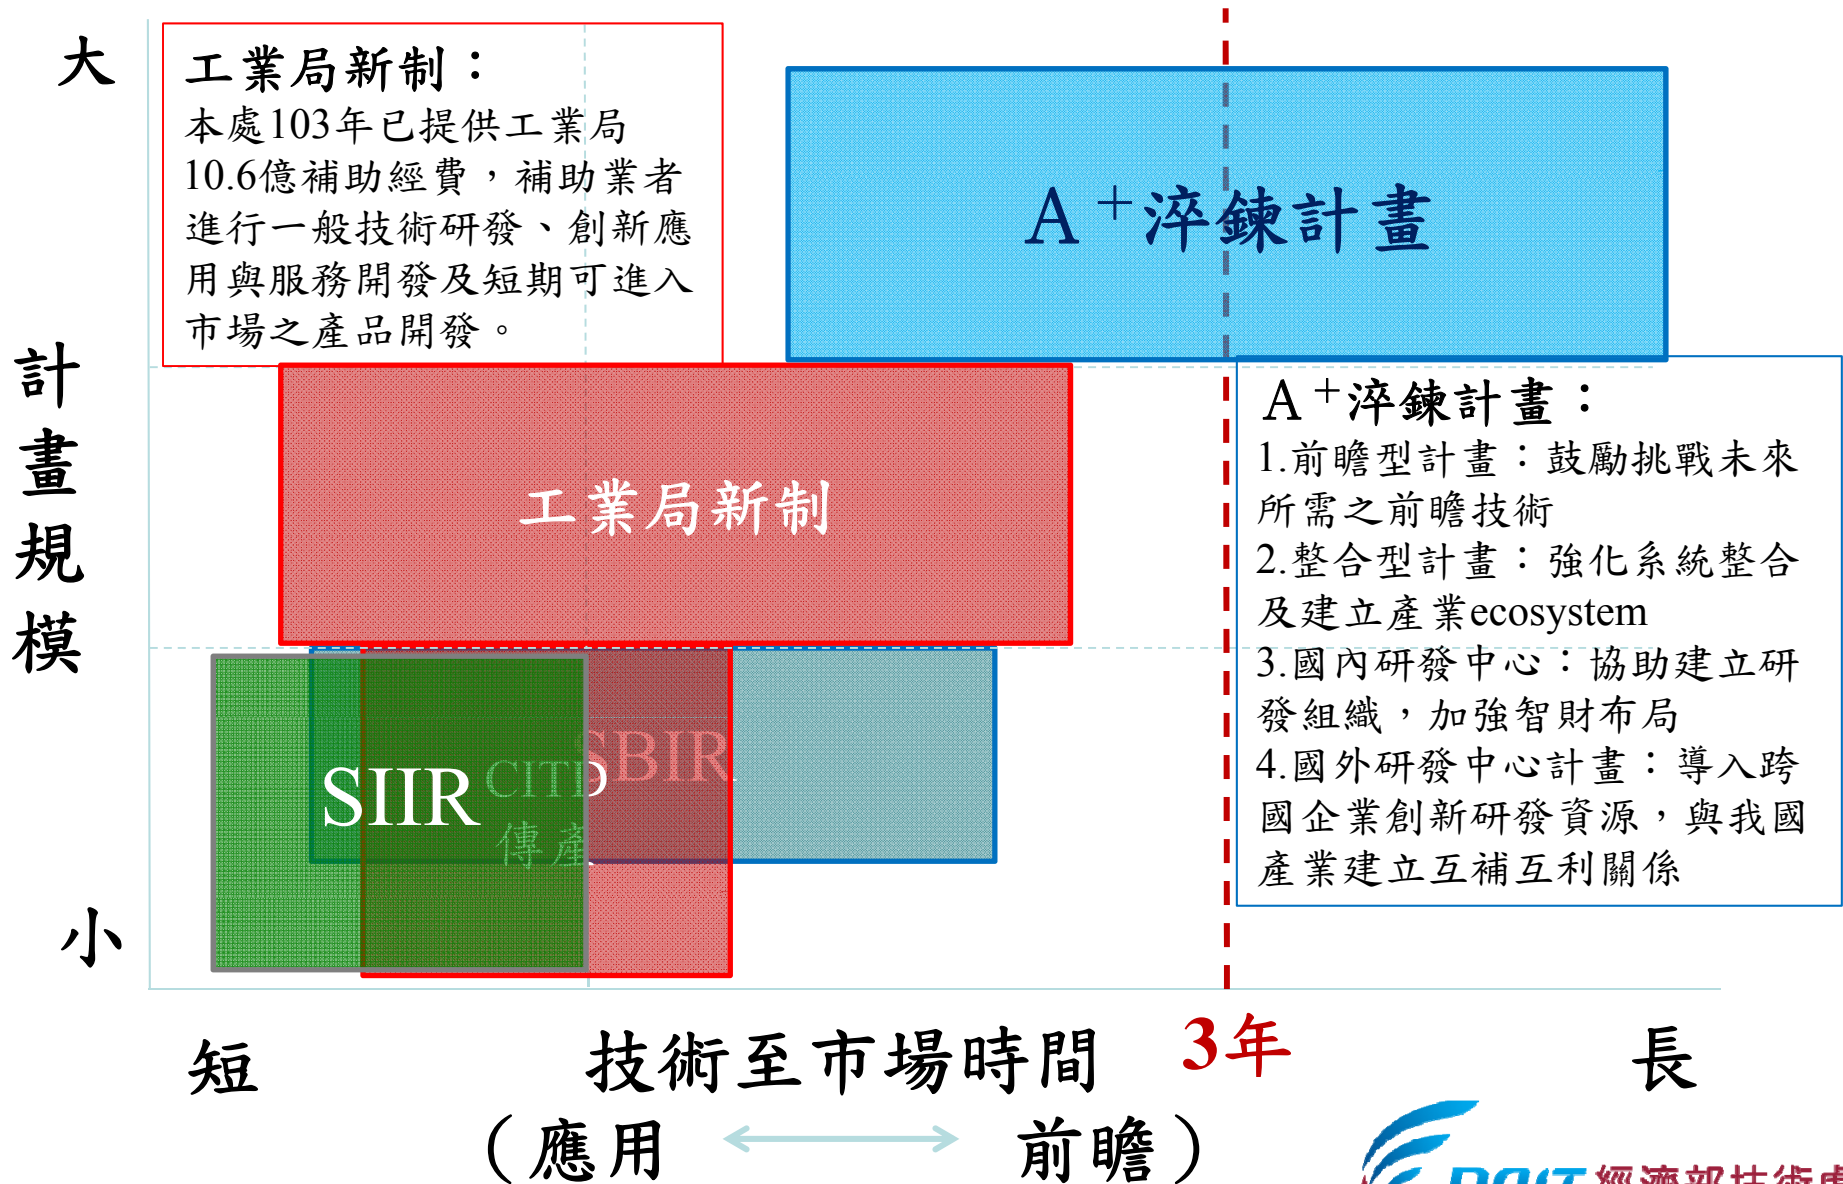 大
工業局新制：
本處103年已提供工業局
10.6億補助經費，補助業者
進行一般技術研發、創新應
用與服務開發及短期可進入
市場之產品開發。
A＋淬鍊計畫
計畫規模
工業局新制
A＋淬鍊計畫：
1.前瞻型計畫：鼓勵挑戰未來
所需之前瞻技術
2.整合型計畫：強化系統整合
及建立產業ecosystem
3.國內研發中心：協助建立研
發組織，加強智財布局
4.國外研發中心計畫：導入跨
國企業創新研發資源，與我國
產業建立互補互利關係
SBIR
CITD
SIIR
傳產
小
短
技術至市場時間
3年
長
（應用
前瞻）
DOIT 經濟部技術處